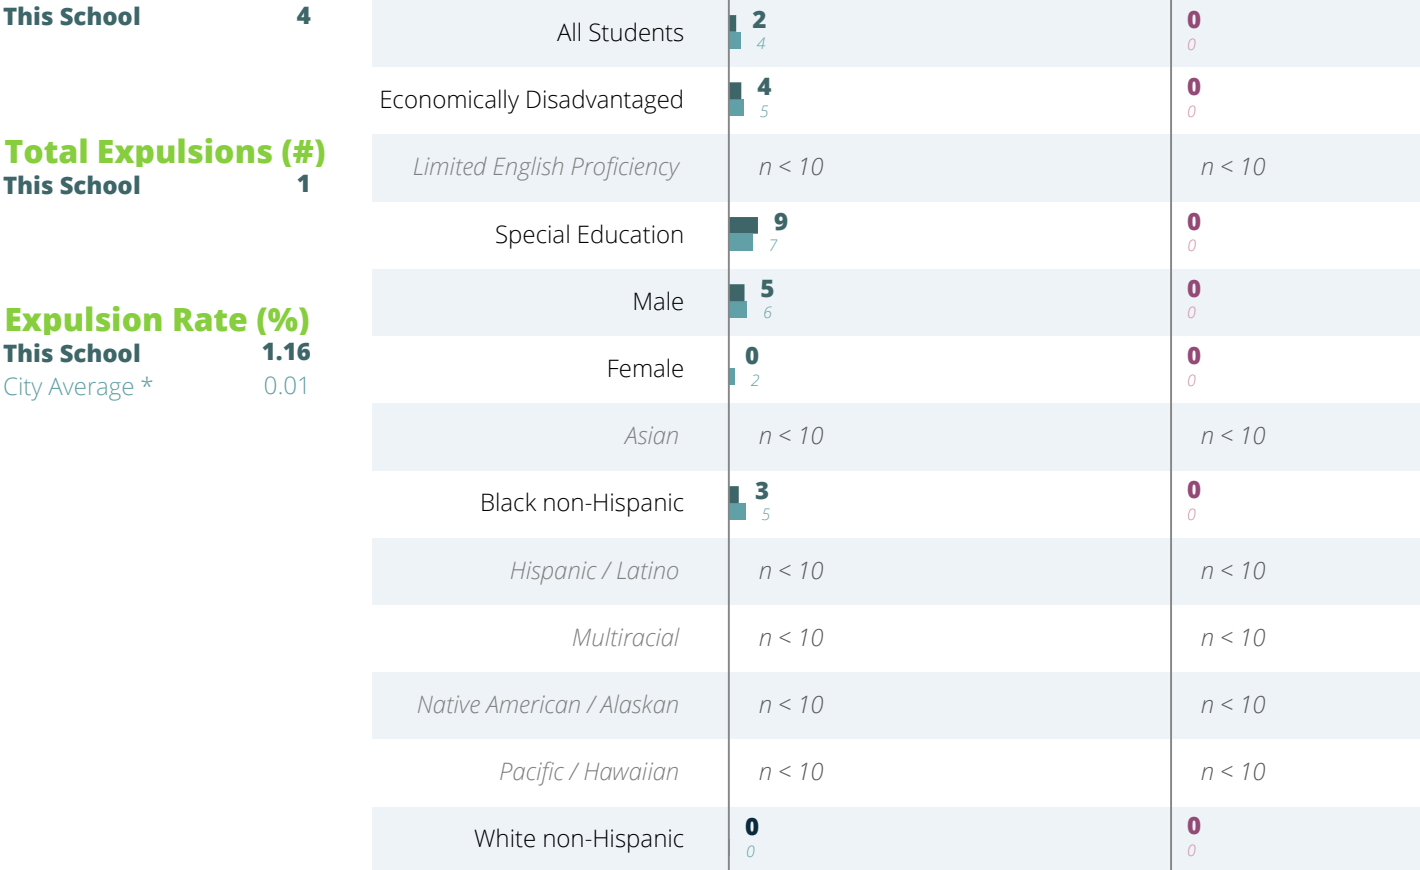 This School 4
Total Expulsions (#)
This School 1
Expulsion Rate (%)
This School 1.16
City Average * 0.01
All Students 2 0
4 0
Economically Disadvantaged 4 0
5 0
Limited English Proficiency n < 10 n < 10
Special Education 9 0
7 0
Male 5 0
6 0
Female 0 0
2 0
Asian n < 10 n < 10
Black non-Hispanic 3 0
5 0
Hispanic / Latino n < 10 n < 10
Multiracial n < 10 n < 10
Native American / Alaskan n < 10 n < 10
Pacific / Hawaiian n < 10 n < 10
White non-Hispanic 0 0
0 0